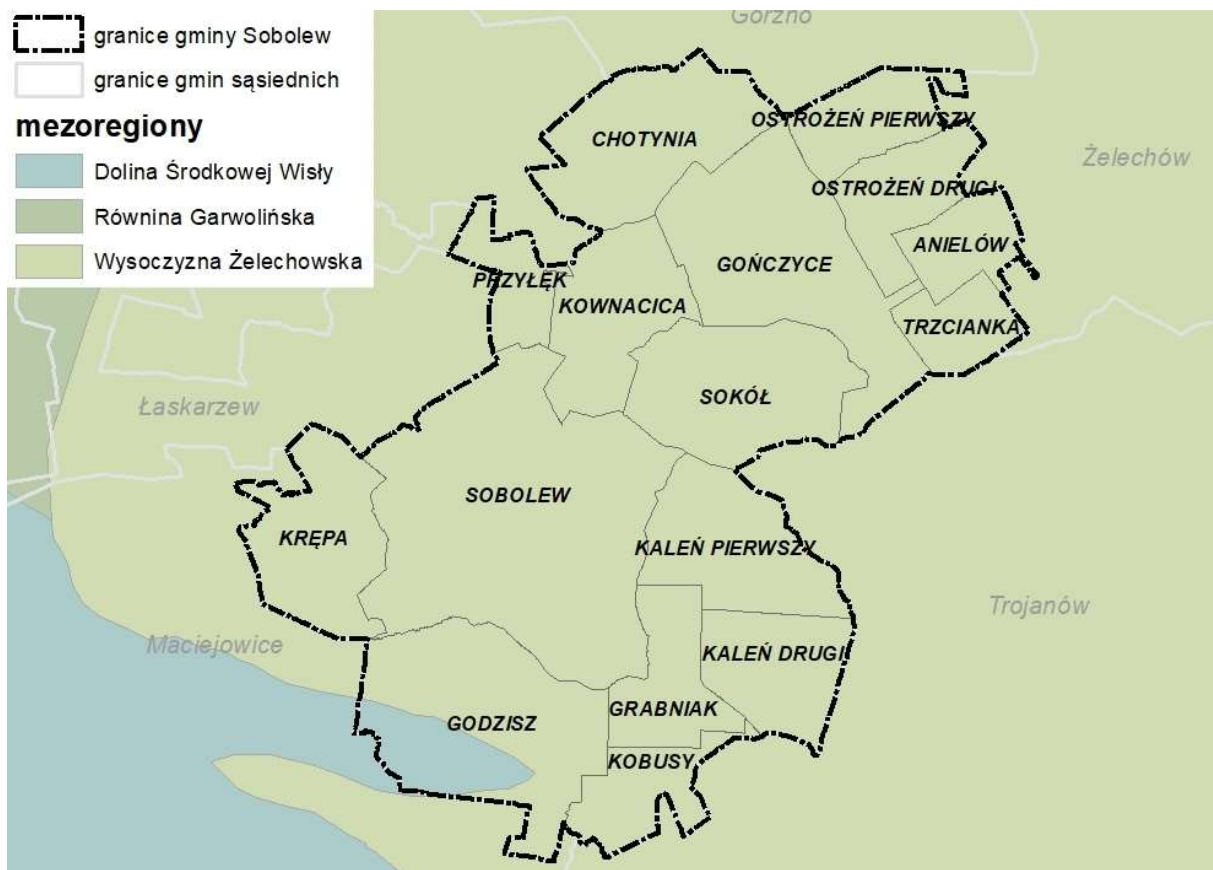 granice gminy Sobolew
granice gmin sąsiednich
mezoregiony
Dolina Środkowej Wisły
Równina Garwolińska
Wysoczyzna Żelechowska
Górzno
CHOTYNIA
OSTROŻEŃ PIERWSZY
Żelechów
OSTROŻEŃ DRUGI
ANIELÓW
GOŃCZYCE
PRZYŁĘK
KOWNACICA
TRZCIANKA
SOKÓŁ
Łaskarzew
SOBOLEW
KRĘPA
KALEŃ PIERWSZY
Trojanów
Maciejowice
KALEŃ DRUGI
GRABNIAK
GODZISZ
KOBUSY